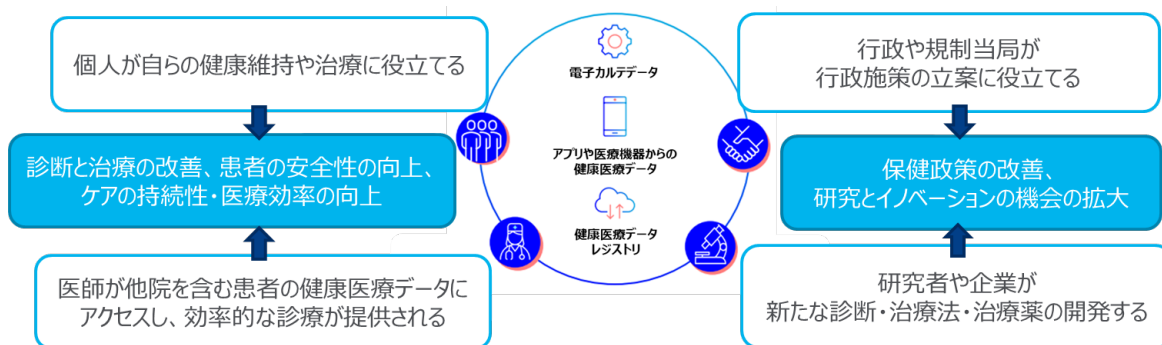 個人が自らの健康維持や治療に役立てる
診断と治療の改善、患者の安全性の向上、
ケアの持続性・医療効率の向上
医師が他院を含む患者の健康医療データに
アクセスし、効率的な診療が提供される
電子カルテデータ
アプリや医療機器からの
健康医療データ
健康医療データ
レジストリ
行政や規制当局が
行政施策の立案に役立てる
保健政策の改善、
研究とイノベーションの機会の拡大
研究者や企業が
新たな診断・治療法・治療薬の開発する